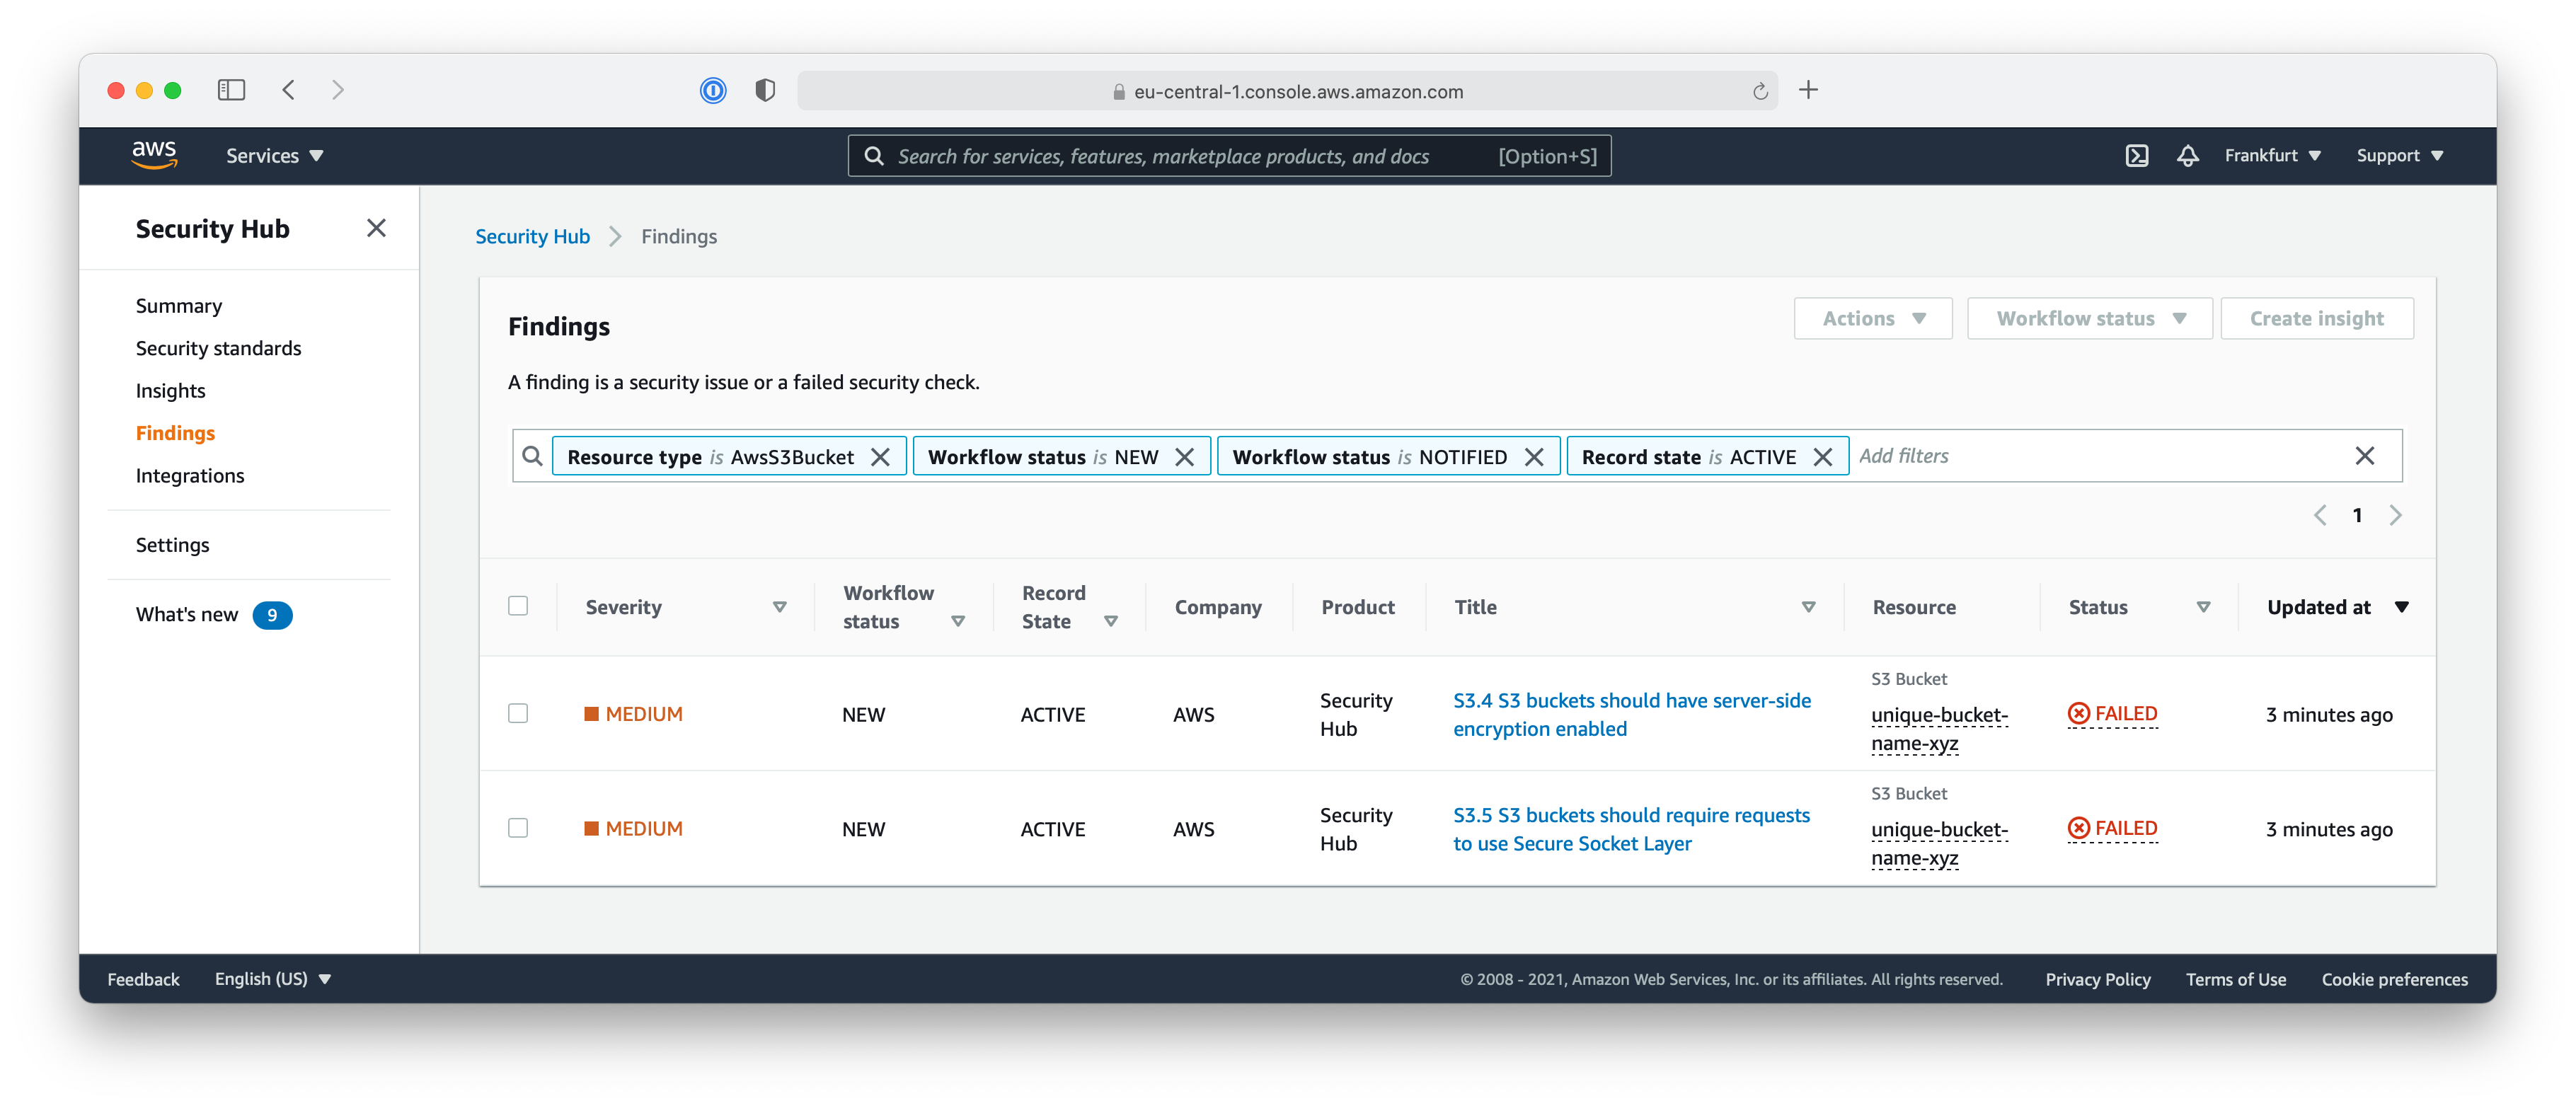 eu-central-1.console.aws.amazon.com
aws Services Search for services, features, marketplace products, and docs [Option+S] Frankfurt Support
Security Hub
Summary
Security standards
Insights
Findings
Integrations
Settings
What's new 9
Security Hub Findings
Findings
Actions Workflow status Create insight
A finding is a security issue or a failed security check.
Resource type is AwsS3Bucket Workflow status is NEW Workflow status is NOTIFIED Record state is ACTIVE Add filters
1
Severity Workflow status Record State Company Product Title Resource Status Updated at
MEDIUM NEW ACTIVE AWS Security Hub S3.4 S3 buckets should have server-side encryption enabled S3 Bucket unique-bucket-name-xyz FAILED 3 minutes ago
MEDIUM NEW ACTIVE AWS Security Hub S3.5 S3 buckets should require requests to use Secure Socket Layer S3 Bucket unique-bucket-name-xyz FAILED 3 minutes ago
Feedback English (US) © 2008 - 2021, Amazon Web Services, Inc. or its affiliates. All rights reserved. Privacy Policy Terms of Use Cookie preferences